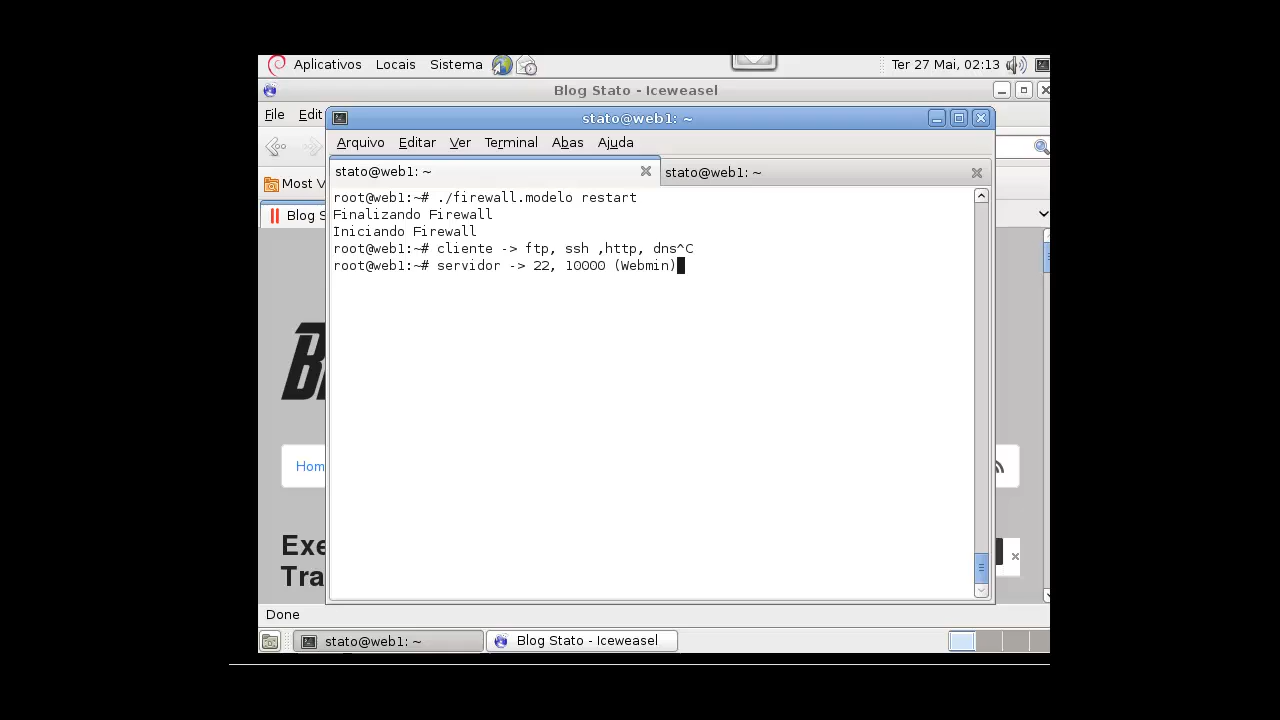 Aplicativos Locais Sistema Ter 27 Mai, 02:13
Blog Stato - Iceweasel
File Edit
stato@web1: ~
Arquivo Editar Ver Terminal Abas Ajuda
Most V
stato@web1: ~ stato@web1: ~
Blog S
root@web1:~# ./firewall.modelo restart
Finalizando Firewall
Iniciando Firewall
root@web1:~# cliente -> ftp, ssh ,http, dns^C
root@web1:~# servidor -> 22, 10000 (Webmin)
Hom
Exe
Tra
Done
stato@web1: ~ Blog Stato - Iceweasel